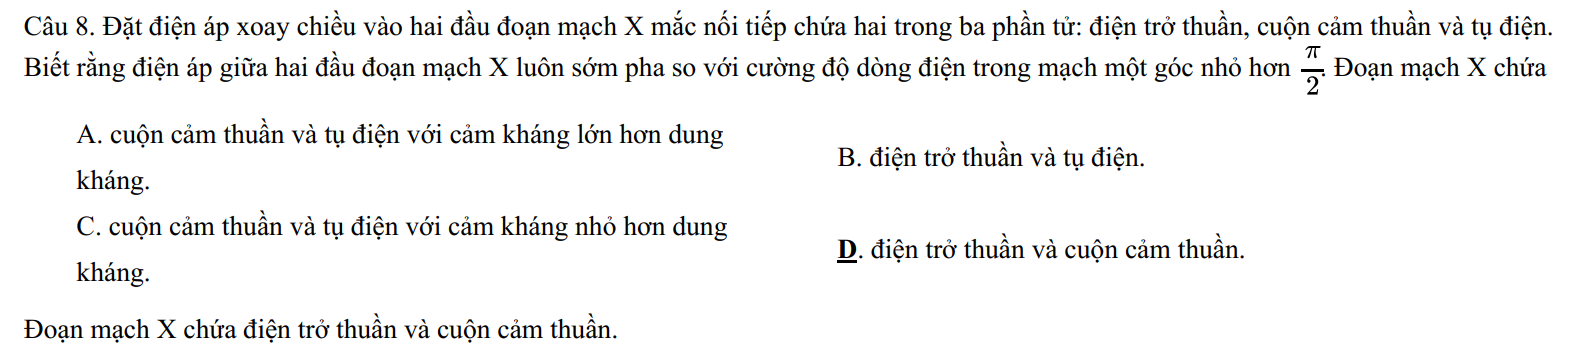 Câu 8. Đặt điện áp xoay chiều vào hai đầu đoạn mạch X mắc nối tiếp chứa hai trong ba phần tử: điện trở thuần, cuộn cảm thuần và tụ điện.
Biết rằng điện áp giữa hai đầu đoạn mạch X luôn sớm pha so với cường độ dòng điện trong mạch một góc nhỏ hơn π/2. Đoạn mạch X chứa
A. cuộn cảm thuần và tụ điện với cảm kháng lớn hơn dung
kháng.
B. điện trở thuần và tụ điện.
C. cuộn cảm thuần và tụ điện với cảm kháng nhỏ hơn dung
kháng.
D. điện trở thuần và cuộn cảm thuần.
Đoạn mạch X chứa điện trở thuần và cuộn cảm thuần.